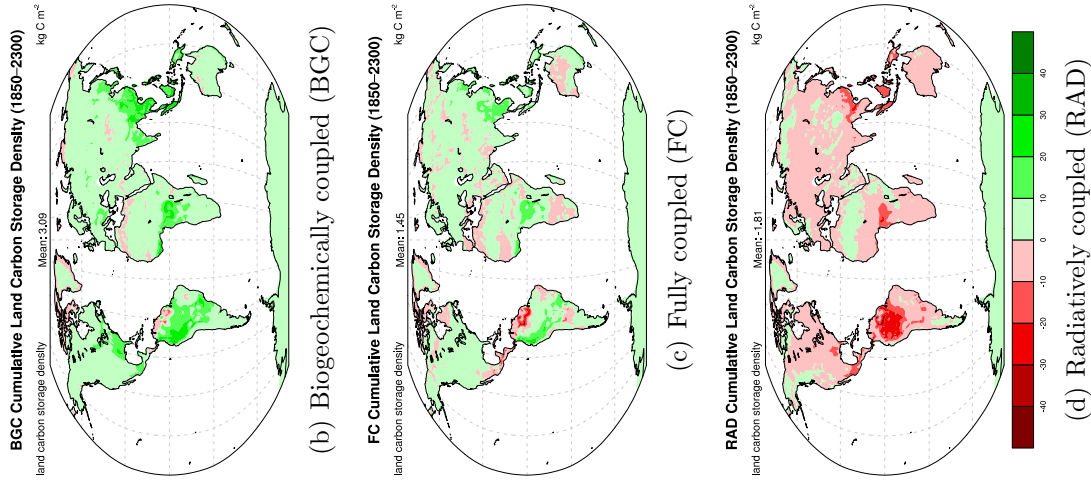 BGC Cumulative Land Carbon Storage Density (1850–2300)
land carbon storage density Mean: 3.09 kg C m⁻²
(b) Biogeochemically coupled (BGC)
FC Cumulative Land Carbon Storage Density (1850–2300)
land carbon storage density Mean: 1.45 kg C m⁻²
(c) Fully coupled (FC)
RAD Cumulative Land Carbon Storage Density (1850–2300)
land carbon storage density Mean: -1.81 kg C m⁻²
-40 -30 -20 -10 0 10 20 30 40
(d) Radiatively coupled (RAD)